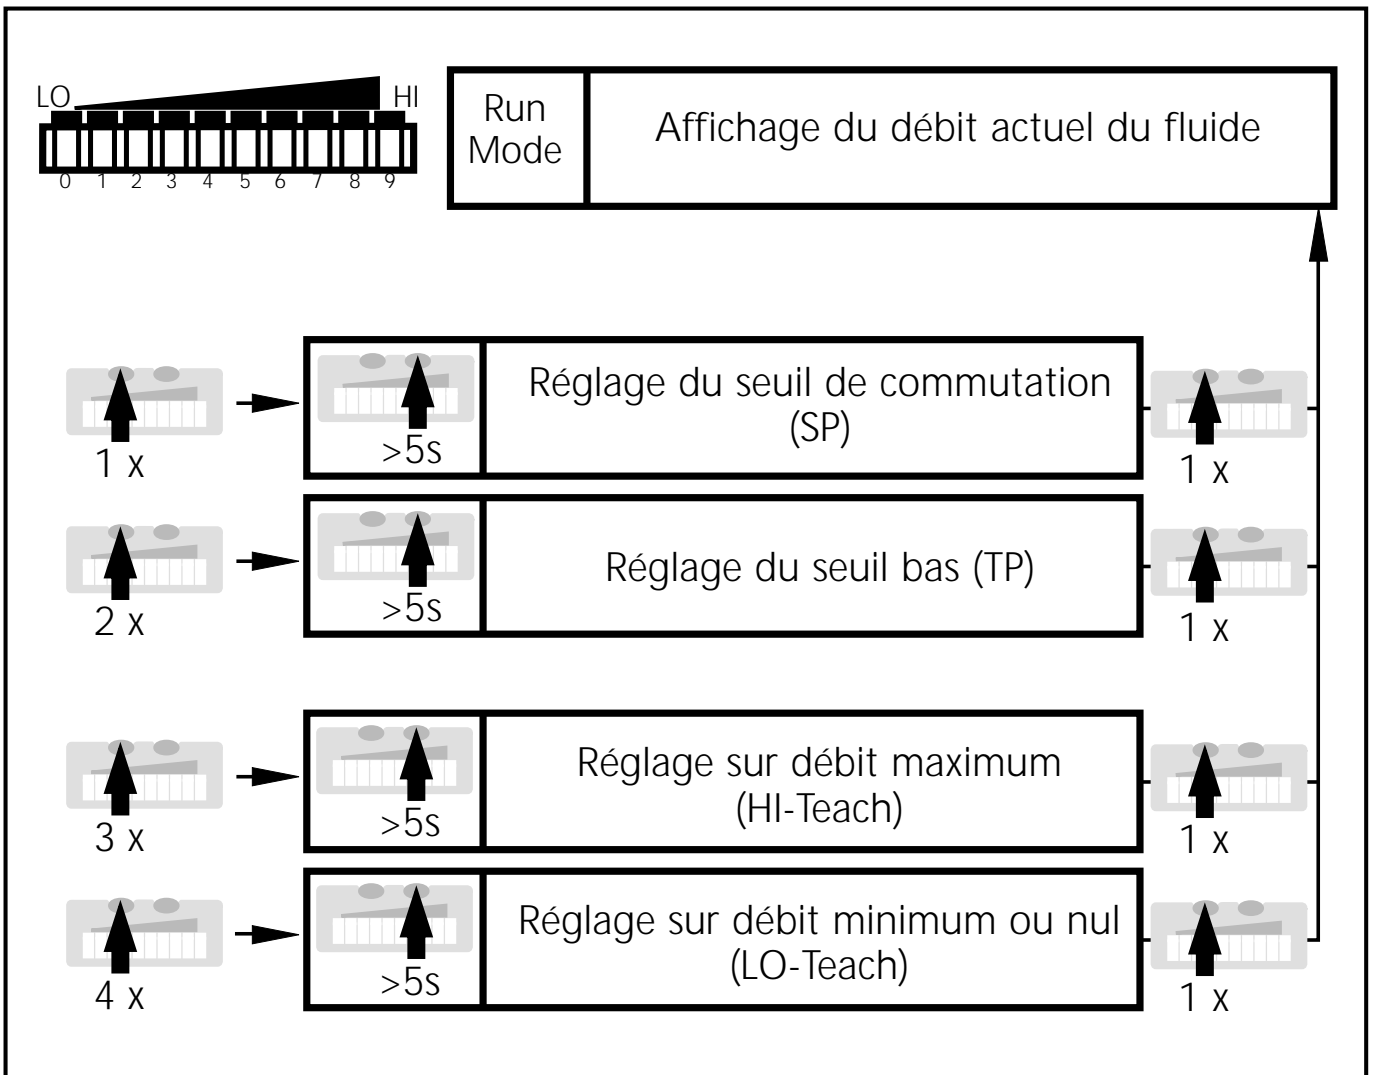 LO HI
0 1 2 3 4 5 6 7 8 9
Run
Mode
Affichage du débit actuel du fluide
1 x
>5s
Réglage du seuil de commutation
(SP)
1 x
2 x
>5s
Réglage du seuil bas (TP)
1 x
3 x
>5s
Réglage sur débit maximum
(HI-Teach)
1 x
4 x
>5s
Réglage sur débit minimum ou nul
(LO-Teach)
1 x